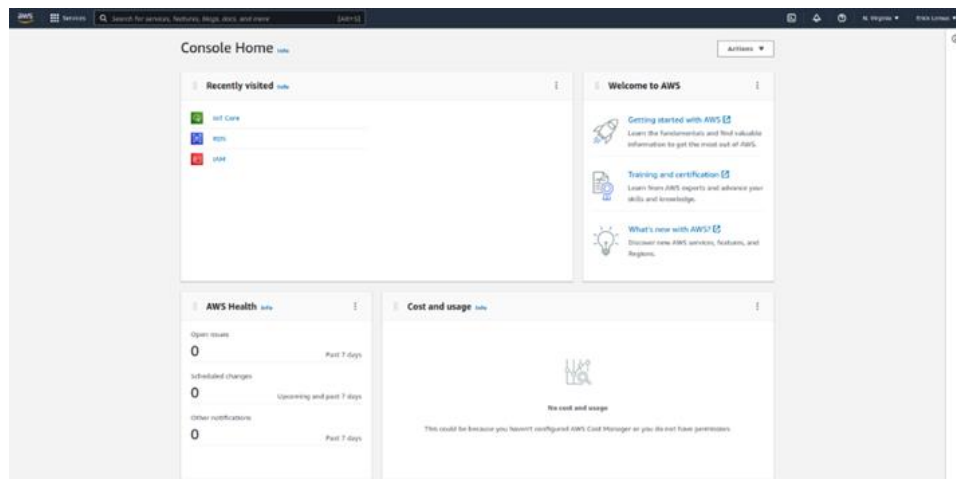 aws
Services
Search for services, features, blogs, docs, and more
[Alt+S]
N. Virginia
Console Home Info
Actions
Recently visited Info
IoT Core
RDS
IAM
Welcome to AWS
Getting started with AWS
Learn the fundamentals and find valuable
information to get the most out of AWS.
Training and certification
Learn from AWS experts and advance your
skills and knowledge.
What's new with AWS?
Discover new AWS services, features, and
Regions.
AWS Health Info
Open issues
0
Past 7 days
Scheduled changes
0
Upcoming and past 7 days
Other notifications
0
Past 7 days
Cost and usage Info
No cost and usage
This could be because you haven't configured AWS Cost Manager or you do not have permissions.